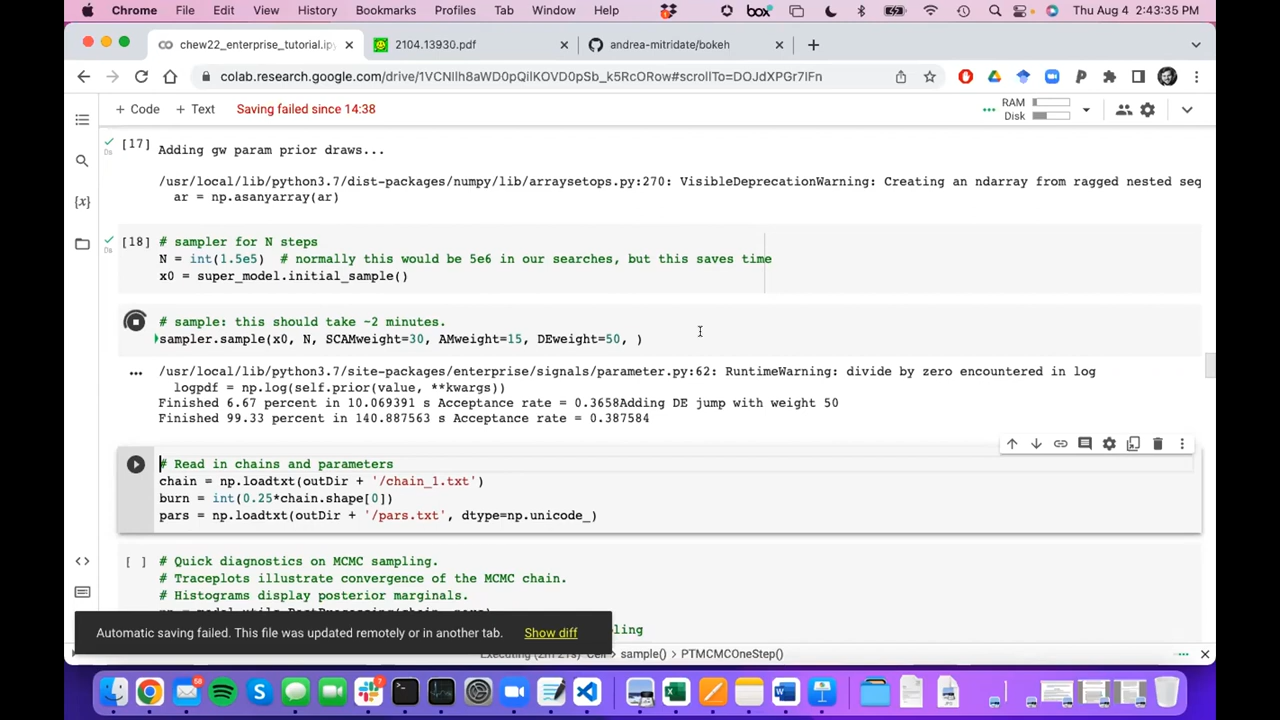 Chrome File Edit View History Bookmarks Profiles Tab Window Help box Thu Aug 4 2:43:35 PM
chew22_enterprise_tutorial.ipy 2104.13930.pdf andrea-mitridate/bokeh
colab.research.google.com/drive/1VCNIlh8aWD0pQilKOVD0pSb_k5RcORow#scrollTo=DOJdXPGr7lFn
+ Code + Text Saving failed since 14:38 RAM Disk
[17] Adding gw param prior draws...
0s
/usr/local/lib/python3.7/dist-packages/numpy/lib/arraysetops.py:270: VisibleDeprecationWarning: Creating an ndarray from ragged nested seq
ar = np.asanyarray(ar)
[18] # sampler for N steps
0s
N = int(1.5e5) # normally this would be 5e6 in our searches, but this saves time
x0 = super_model.initial_sample()
# sample: this should take ~2 minutes.
sampler.sample(x0, N, SCAMweight=30, AMweight=15, DEweight=50, )
... /usr/local/lib/python3.7/site-packages/enterprise/signals/parameter.py:62: RuntimeWarning: divide by zero encountered in log
logpdf = np.log(self.prior(value, **kwargs))
Finished 6.67 percent in 10.069391 s Acceptance rate = 0.3658Adding DE jump with weight 50
Finished 99.33 percent in 140.887563 s Acceptance rate = 0.387584
# Read in chains and parameters
chain = np.loadtxt(outDir + '/chain_1.txt')
burn = int(0.25*chain.shape[0])
pars = np.loadtxt(outDir + '/pars.txt', dtype=np.unicode_)
[ ] # Quick diagnostics on MCMC sampling.
# Traceplots illustrate convergence of the MCMC chain.
# Histograms display posterior marginals.
Automatic saving failed. This file was updated remotely or in another tab. Show diff
Executing (2m 21s) Cell > sample() > PTMCMCOneStep()